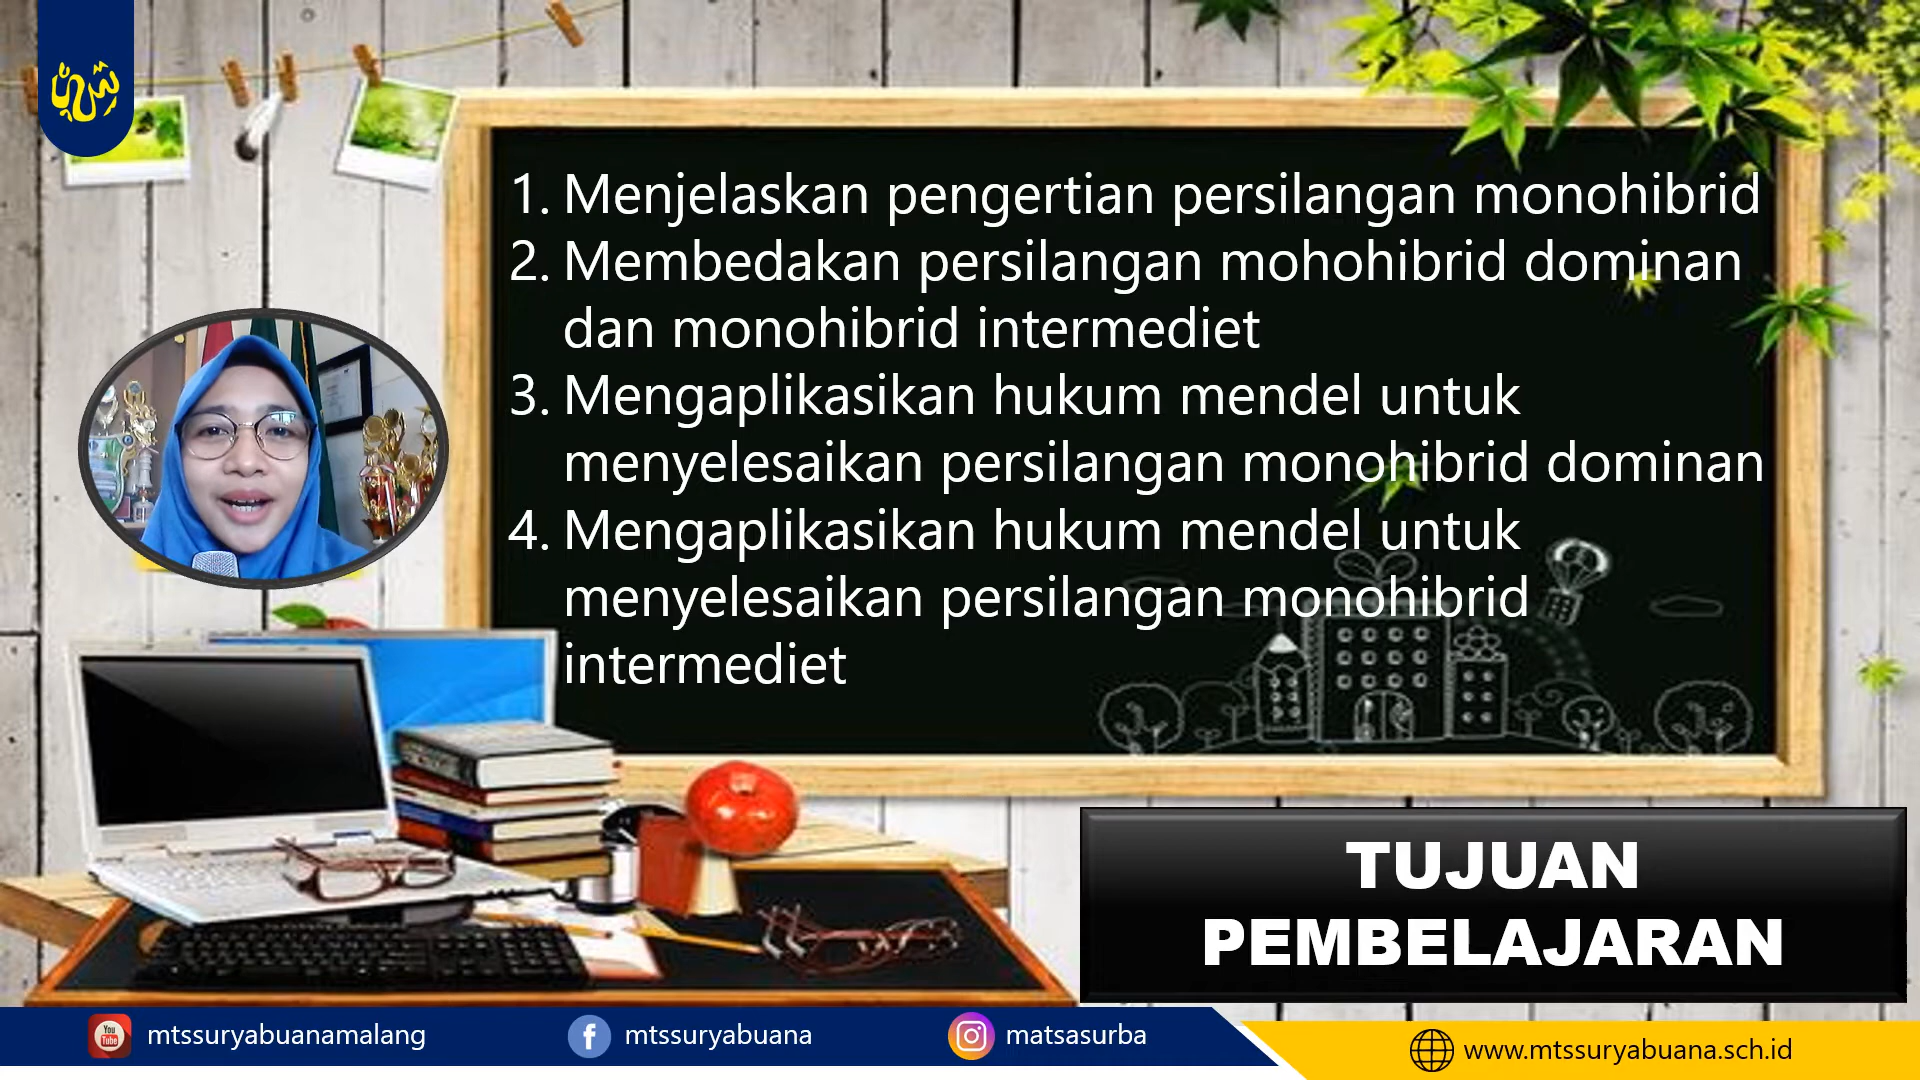 1. Menjelaskan pengertian persilangan monohibrid
2. Membedakan persilangan mohohibrid dominan
dan monohibrid intermediet
3. Mengaplikasikan hukum mendel untuk
menyelesaikan persilangan monohibrid dominan
4. Mengaplikasikan hukum mendel untuk
menyelesaikan persilangan monohibrid
intermediet
TUJUAN
PEMBELAJARAN
You
Tube
mtssuryabuanamalang
mtssuryabuana
matsasurba
www.mtssuryabuana.sch.id